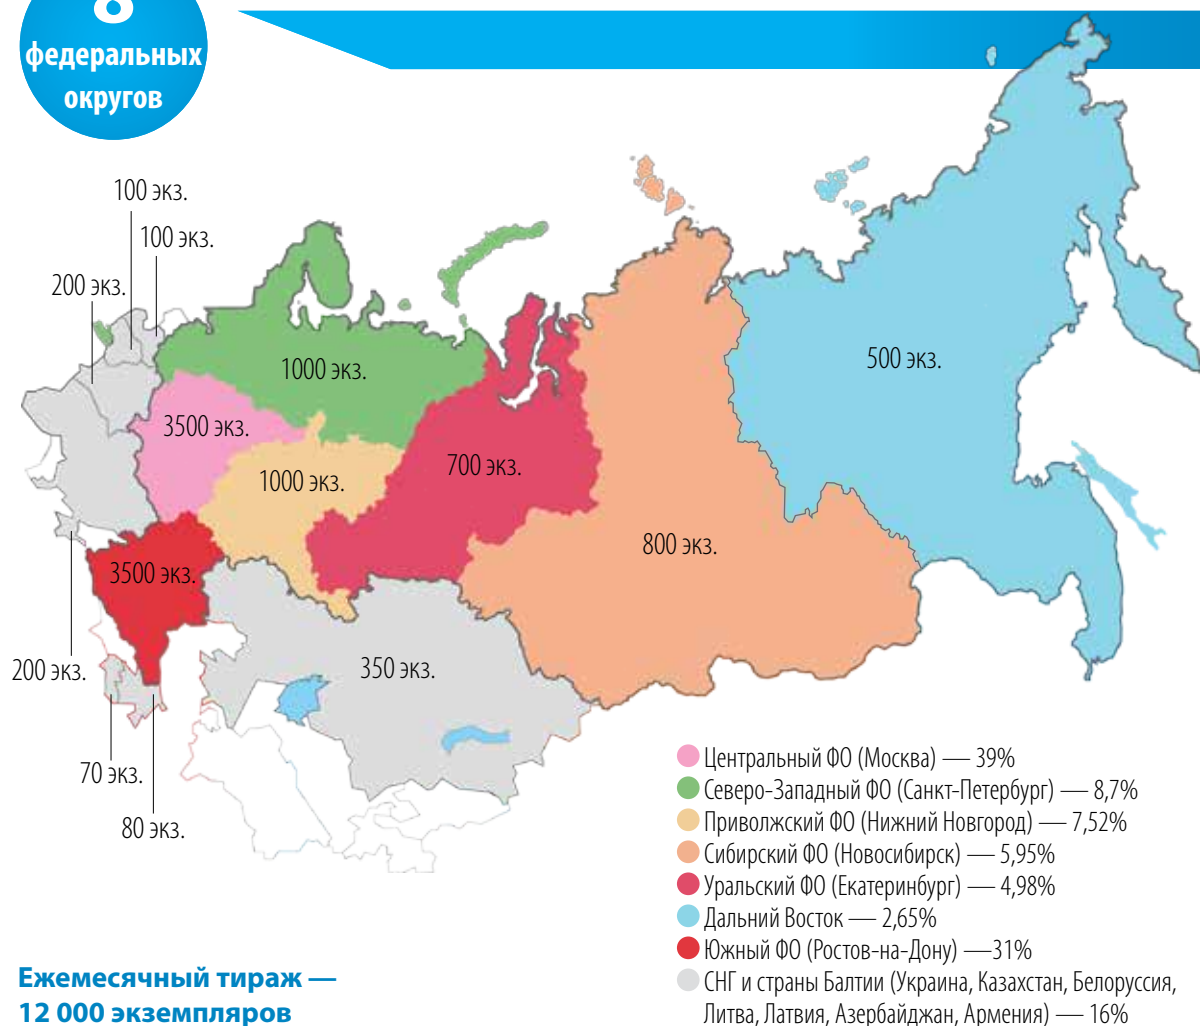 8
федеральных
округов
100 экз.
100 экз.
200 экз.
1000 экз.
500 экз.
3500 экз.
700 экз.
1000 экз.
800 экз.
3500 экз.
200 экз.
350 экз.
70 экз.
80 экз.
Центральный ФО (Москва) — 39%
Северо-Западный ФО (Санкт-Петербург) — 8,7%
Приволжский ФО (Нижний Новгород) — 7,52%
Сибирский ФО (Новосибирск) — 5,95%
Уральский ФО (Екатеринбург) — 4,98%
Дальний Восток — 2,65%
Южный ФО (Ростов-на-Дону) —31%
СНГ и страны Балтии (Украина, Казахстан, Белоруссия,
Литва, Латвия, Азербайджан, Армения) — 16%
Ежемесячный тираж —
12 000 экземпляров